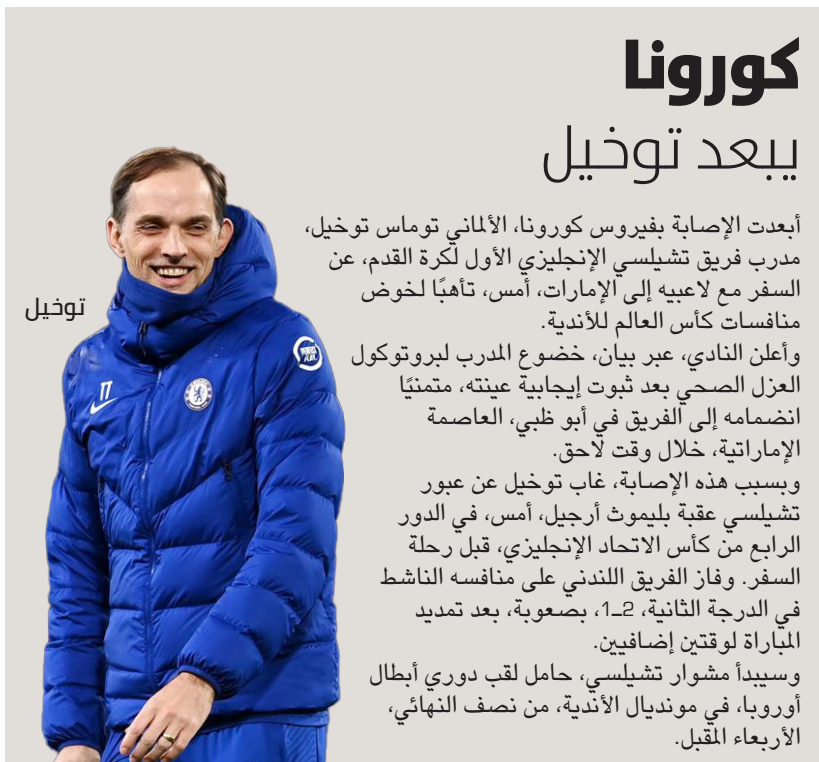 كورونا
يبعد توخيل
أبعدت الإصابة بفيروس كورونا، الألماني توماس توخيل،
مدرب فريق تشيلسي الإنجليزي الأول لكرة القدم، عن
السفر مع لاعبيه إلى الإمارات، أمس، تأهبًا لخوض
منافسات كأس العالم للأندية.
وأعلن النادي، عبر بيان، خضوع المدرب لبروتوكول
العزل الصحي بعد ثبوت إيجابية عينته، متمنيًا
انضمامه إلى الفريق في أبو ظبي، العاصمة
الإماراتية، خلال وقت لاحق.
وبسبب هذه الإصابة، غاب توخيل عن عبور
تشيلسي عقبة بليموث أرجيل، أمس، في الدور
الرابع من كأس الاتحاد الإنجليزي، قبل رحلة
السفر. وفاز الفريق اللندني على منافسه الناشط
في الدرجة الثانية، 2ـ1، بصعوبة، بعد تمديد
المباراة لوقتين إضافيين.
وسيبدأ مشوار تشيلسي، حامل لقب دوري أبطال
أوروبا، في مونديال الأندية، من نصف النهائي،
الأربعاء المقبل.
توخيل
TT